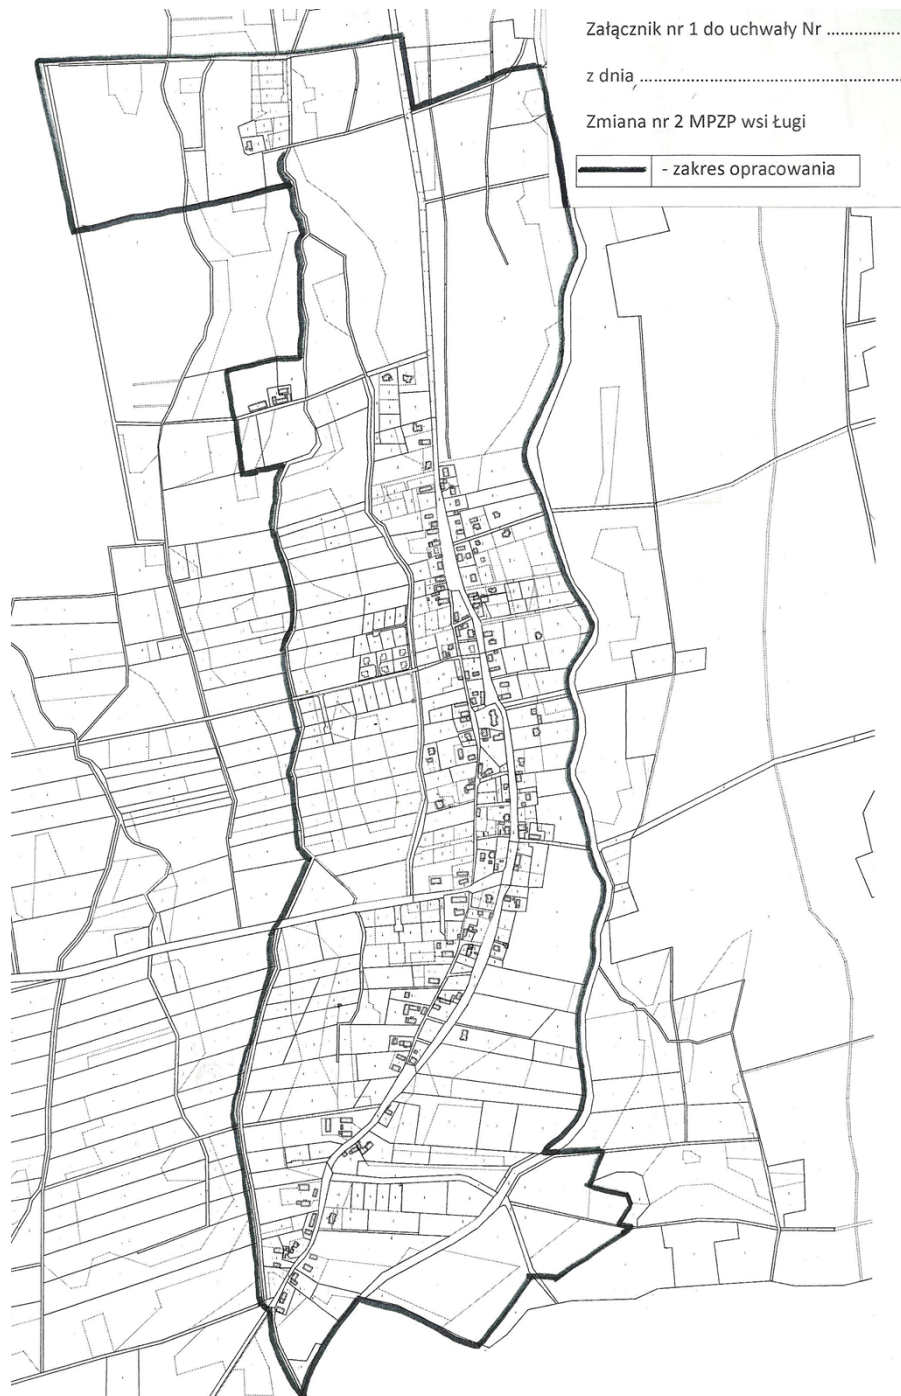 Załącznik nr 1 do uchwały Nr ................
z dnia ........................................................
Zmiana nr 2 MPZP wsi Ługi
- zakres opracowania